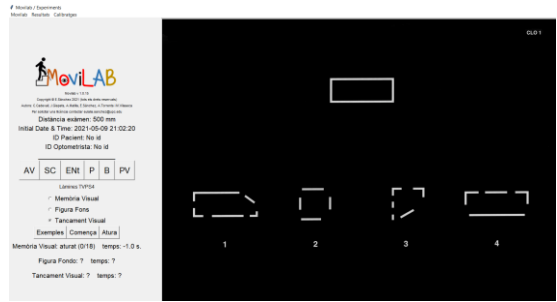 Movilab / Experiments
Movilab Resultats Calibratges
CLO 1
MoviLAB
Distància exàmen: 500 mm
Initial Date & Time: 2021-05-09 21:02:20
ID Pacient: No id
ID Optometrista: No id
AV SC ENt P B PV
Làmines TVPS4
Memòria Visual
Figura Fons
Tancament Visual
Exemples Comença Atura
Memòria Visual: aturat (0/18) temps: -1.0 s.
Figura Fondo: ? temps: ?
Tancament Visual: ? temps: ?
1 2 3 4